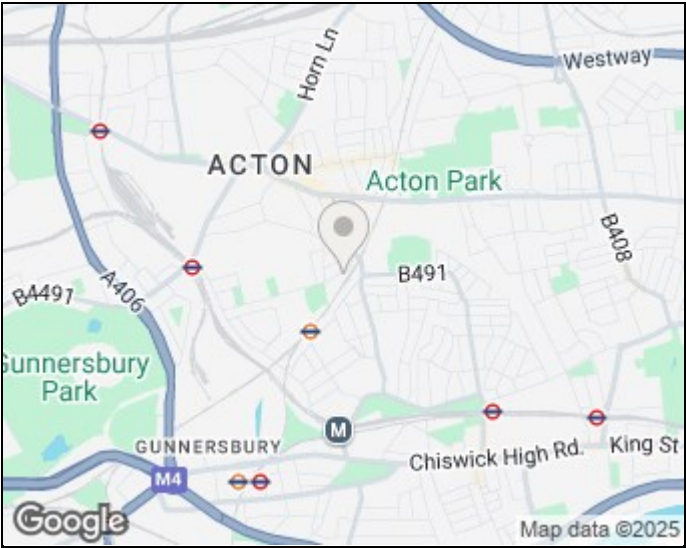 Horn Ln
Westway
ACTON
Acton Park
B408
B491
B4491
A406
Gunnersbury
Park
M
GUNNERSBURY
Chiswick High Rd.
King St
M4
Google
Map data ©2025